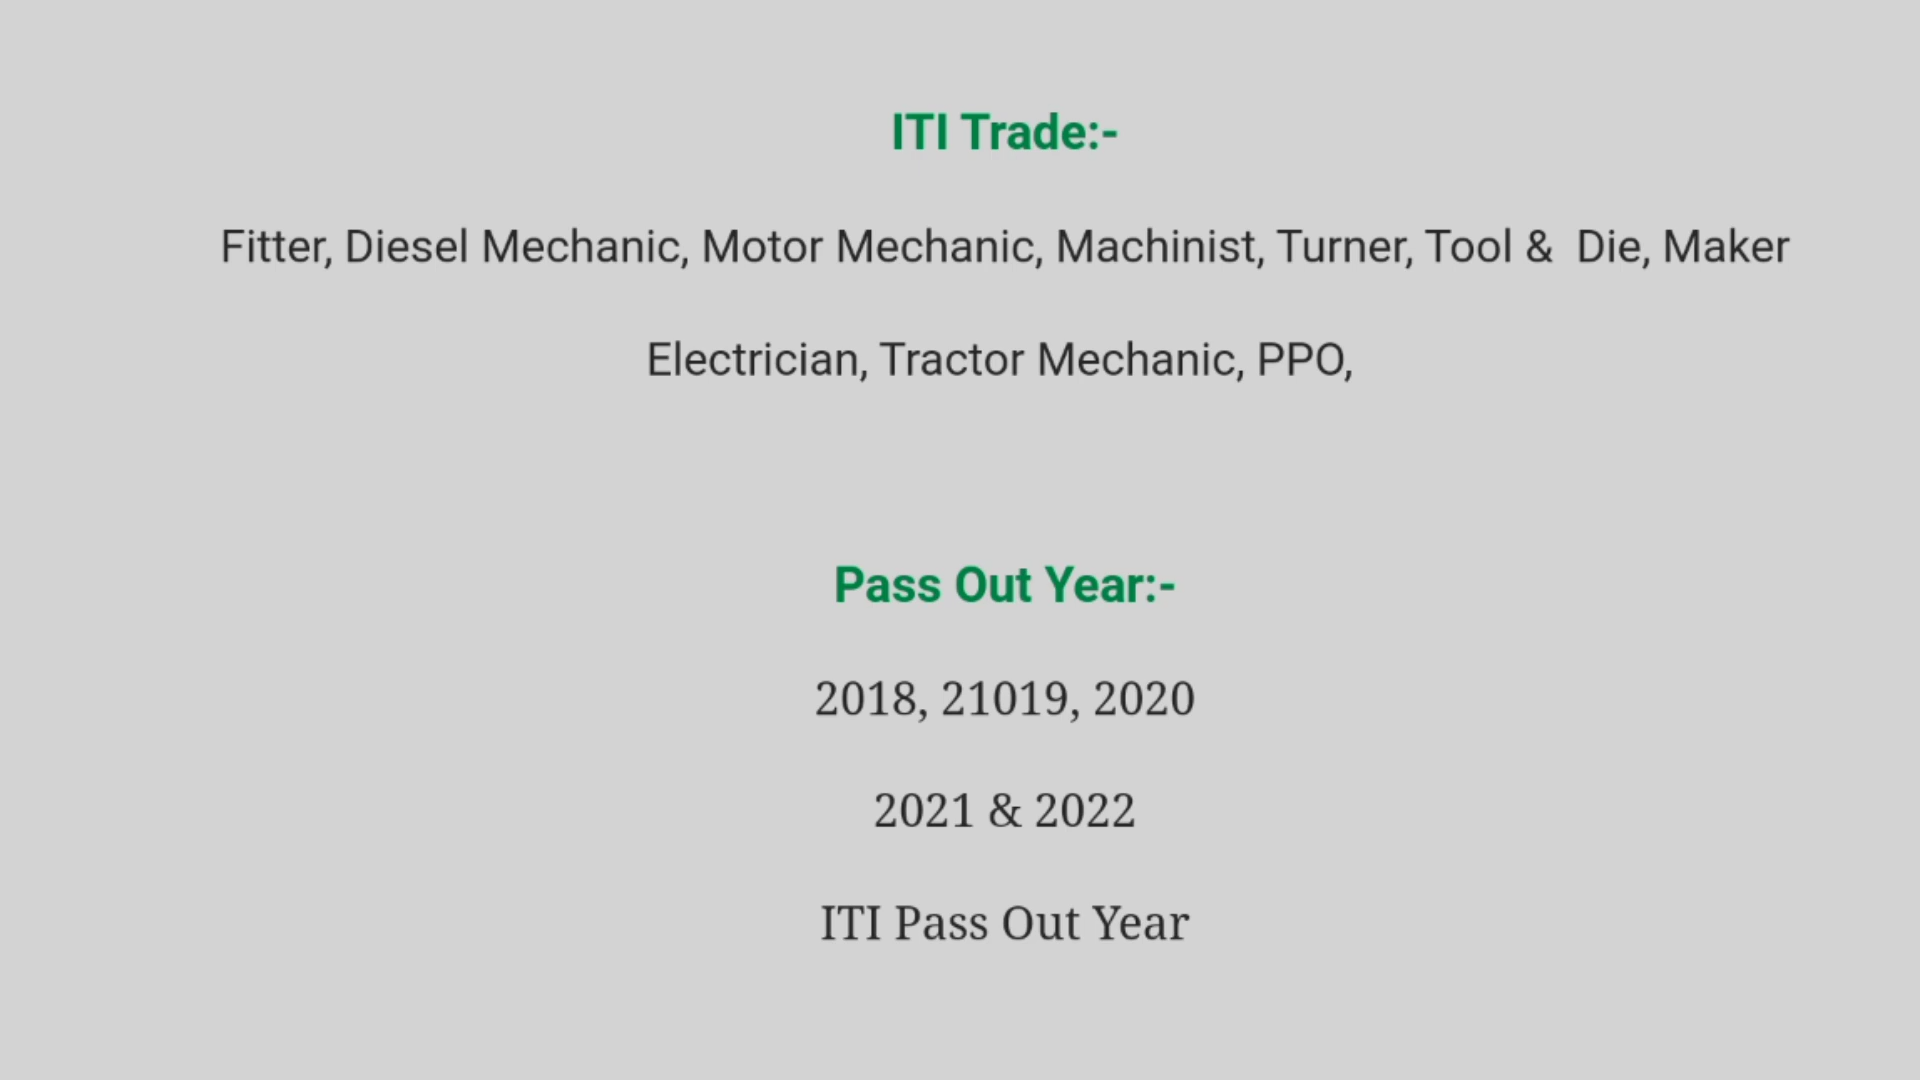 ITI Trade:-
Fitter, Diesel Mechanic, Motor Mechanic, Machinist, Turner, Tool & Die, Maker
Electrician, Tractor Mechanic, PPO,
Pass Out Year:-
2018, 21019, 2020
2021 & 2022
ITI Pass Out Year